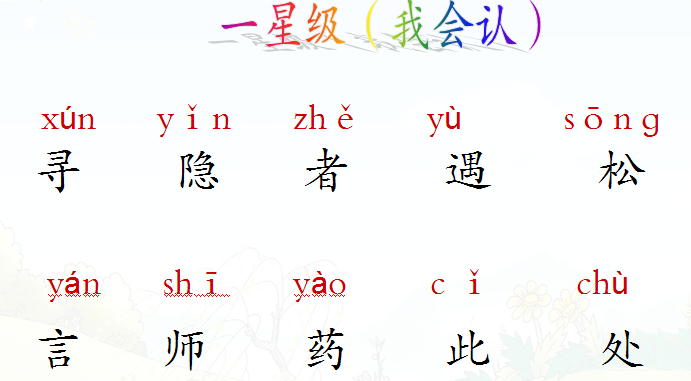 一星级（我会认）
xún yǐn zhě yù sōng
寻 隐 者 遇 松
yán shī yào cǐ chù
言 师 药 此 处